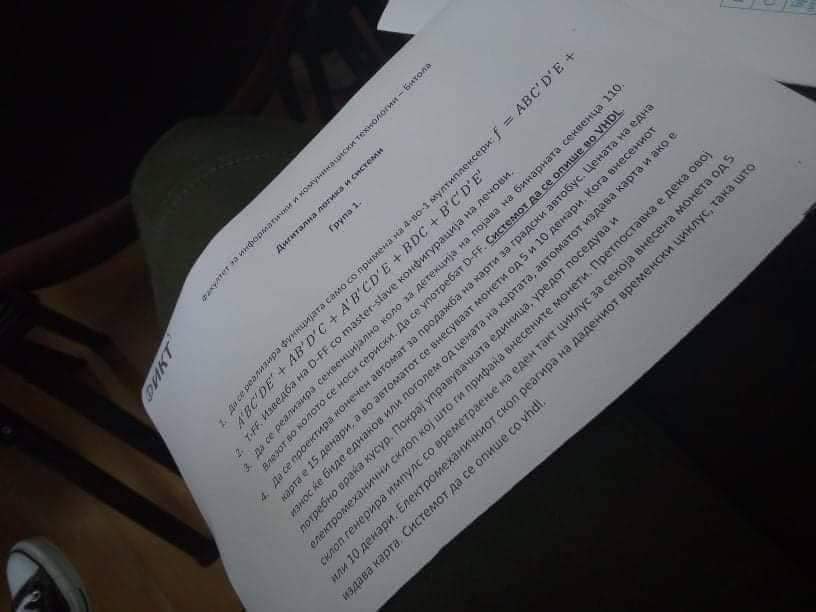 ФИКТ
Факултет за информатички и комуникациски технологии – Битола
Дигитална логика и системи
Група 1.
1. Да се реализира функцијата само со примена на 4-во-1 мултиплексери: f = ABC'D'E +
A'BC'DE' + AB'D'C + A'B'CD'E + BDC + B'C'D'E'
2. T-FF. Изведба на D-FF со master-slave конфигурација на лечови.
3. Да се реализира секвенцијално коло за детекција на појава на бинарната секвенца 110.
Влезот во колото се носи сериски. Да се употребат D-FF. Системот да се опише во VHDL.
4. Да се проектира конечен автомат за продажба на карти за градски автобус. Цената на една
карта е 15 денари, а во автоматот се внесуваат монети од 5 и 10 денари. Кога внесениот
износ ќе биде еднаков или поголем од цената на картата, автоматот издава карта и ако е
потребно враќа кусур. Покрај управувачката единица, уредот поседува и
електромеханички склоп кој што ги прифаќа внесените монети. Претпоставка е дека овој
склоп генерира импулс со времетраење на еден такт циклус за секоја внесена монета од 5
или 10 денари. Електромеханичкиот склоп реагира на дадениот временски циклус, така што
издава карта. Системот да се опише со vhdl.